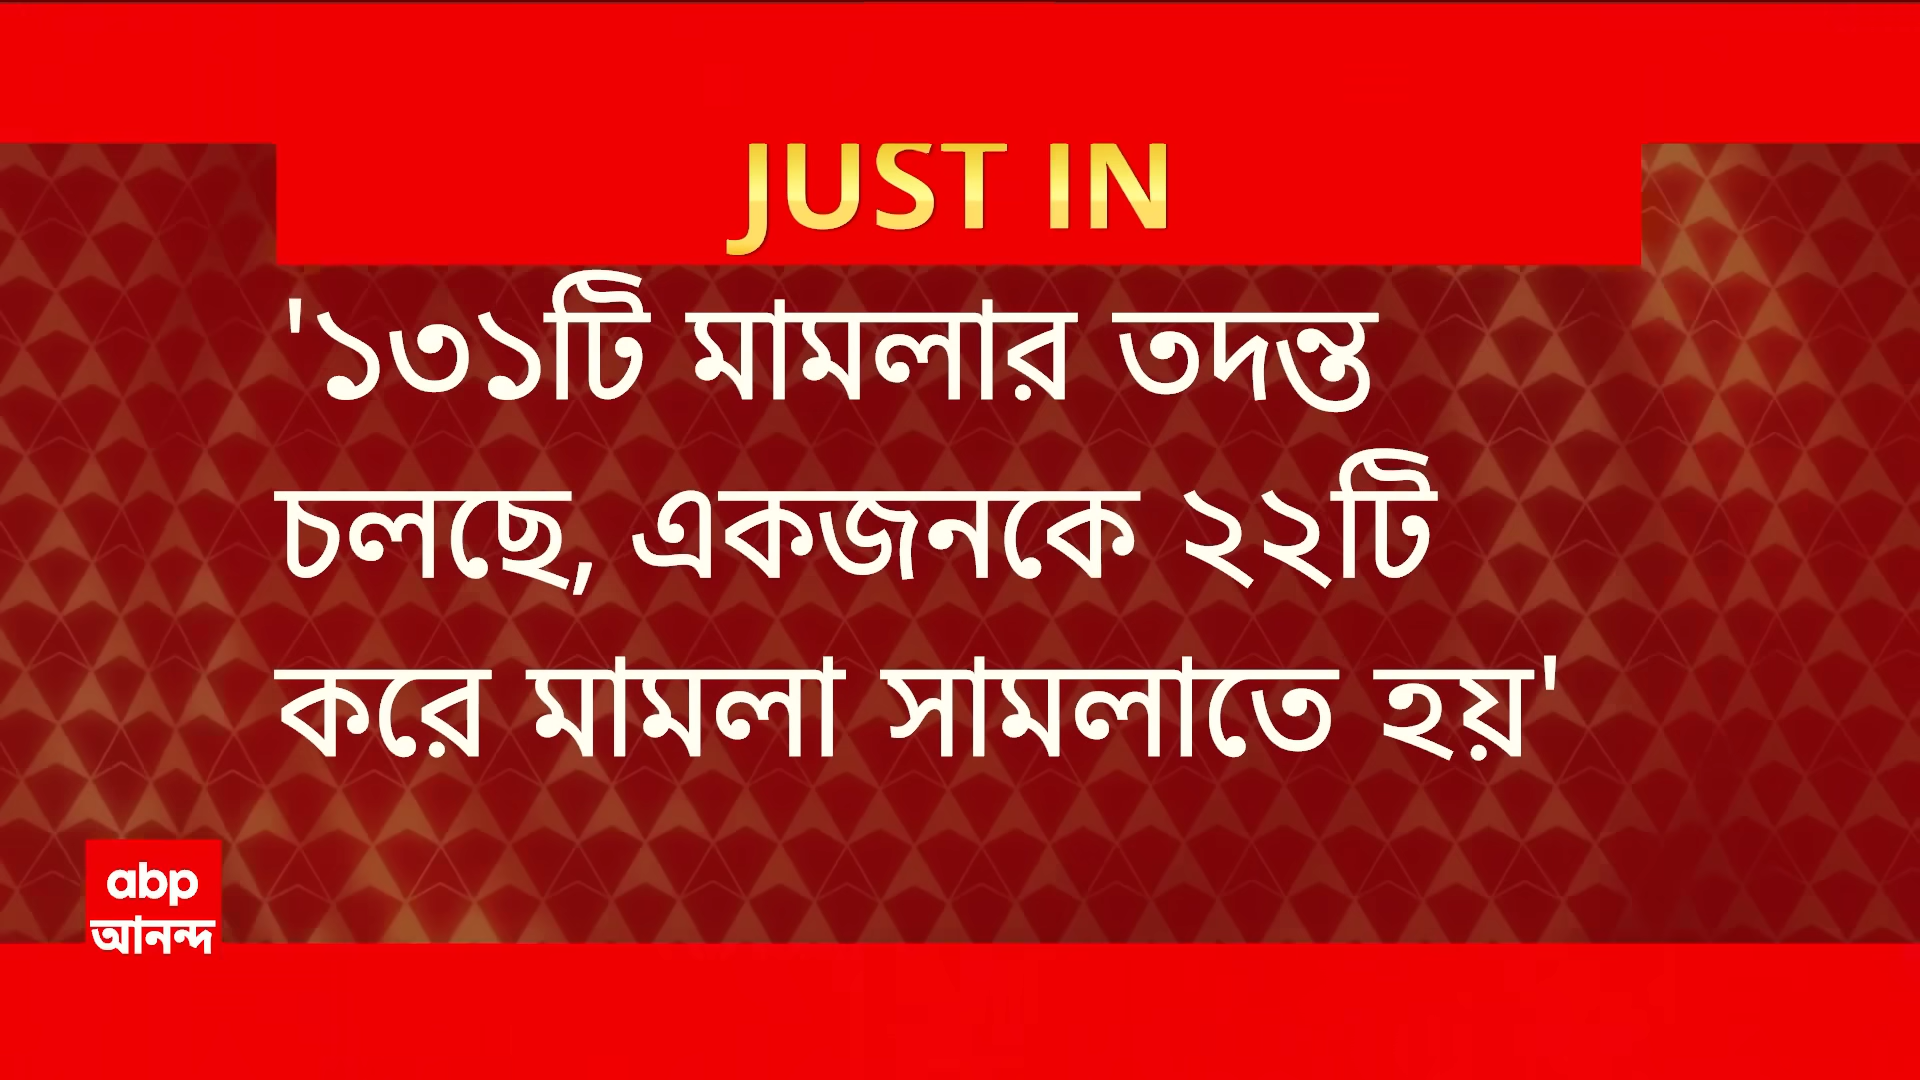 JUST IN
'১৩১টি মামলার তদন্ত
চলছে, একজনকে ২২টি
করে মামলা সামলাতে হয়'
abp
আনন্দ